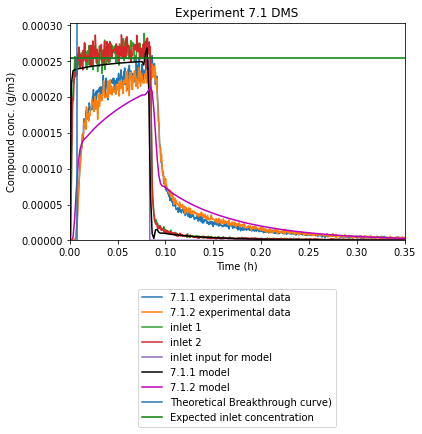 Experiment 7.1 DMS
0.00030
0.00025
0.00020
0.00015
0.00010
0.00005
0.00000
Compound conc. (g/m3)
0.00 0.05 0.10 0.15 0.20 0.25 0.30 0.35
Time (h)
7.1.1 experimental data
7.1.2 experimental data
inlet 1
inlet 2
inlet input for model
7.1.1 model
7.1.2 model
Theoretical Breakthrough curve)
Expected inlet concentration